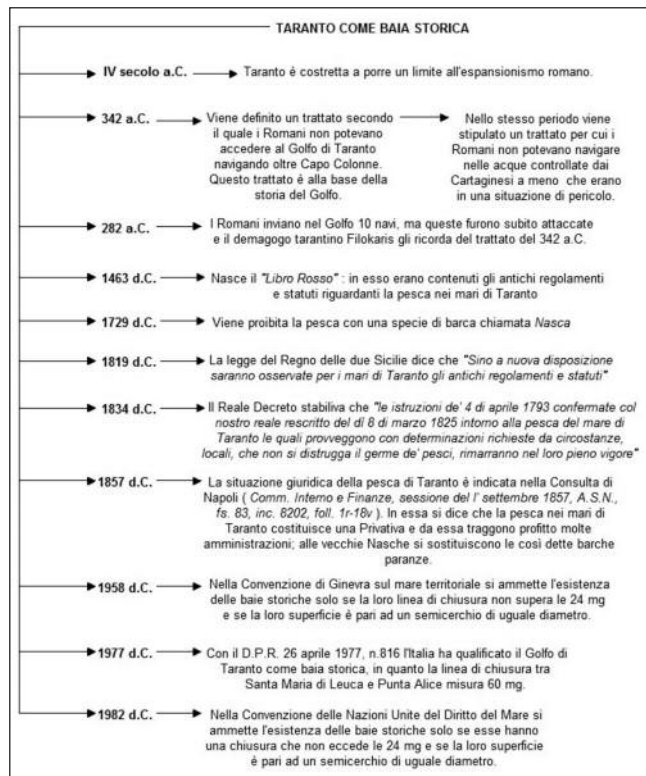 TARANTO COME BAIA STORICA
IV secolo a.C.
Taranto é costretta a porre un limite all'espansionismo romano.
342 a.C.
Viene definito un trattato secondo
il quale i Romani non potevano
accedere al Golfo di Taranto
navigando oltre Capo Colonne.
Questo trattato é alla base della
storia del Golfo.
Nello stesso periodo viene
stipulato un trattato per cui i
Romani non potevano navigare
nelle acque controllate dai
Cartaginesi a meno che erano
in una situazione di pericolo.
282 a.C.
I Romani inviano nel Golfo 10 navi, ma queste furono subito attaccate
e il demagogo tarantino Filokaris gli ricorda del trattato del 342 a.C.
1463 d.C.
Nasce il "Libro Rosso" : in esso erano contenuti gli antichi regolamenti
e statuti riguardanti la pesca nei mari di Taranto
1729 d.C.
Viene proibita la pesca con una specie di barca chiamata Nasca
1819 d.C.
La legge del Regno delle due Sicilie dice che "Sino a nuova disposizione
saranno osservate per i mari di Taranto gli antichi regolamenti e statuti"
1834 d.C.
Il Reale Decreto stabiliva che "le istruzioni de' 4 di aprile 1793 confermate col
nostro reale rescritto del dì 8 di marzo 1825 intorno alla pesca del mare di
Taranto le quali provveggono con determinazioni richieste da circostanze,
locali, che non si distrugga il germe de' pesci, rimarranno nel loro pieno vigore"
1857 d.C.
La situazione giuridica della pesca di Taranto é indicata nella Consulta di
Napoli ( Comm. Interno e Finanze, sessione del l' settembre 1857, A.S.N.,
fs. 83, inc. 8202, foll. 1r-18v ). In essa si dice che la pesca nei mari di
Taranto costituisce una Privativa e da essa traggono profitto molte
amministrazioni; alle vecchie Nasche si sostituiscono le così dette barche
paranze.
1958 d.C.
Nella Convenzione di Ginevra sul mare territoriale si ammette l'esistenza
delle baie storiche solo se la loro linea di chiusura non supera le 24 mg
e se la loro superficie é pari ad un semicerchio di uguale diametro.
1977 d.C.
Con il D.P.R. 26 aprile 1977, n.816 l'Italia ha qualificato il Golfo di
Taranto come baia storica, in quanto la linea di chiusura tra
Santa Maria di Leuca e Punta Alice misura 60 mg.
1982 d.C.
Nella Convenzione delle Nazioni Unite del Diritto del Mare si
ammette l'esistenza delle baie storiche solo se esse hanno
una chiusura che non eccede le 24 mg e se la loro superficie
é pari ad un semicerchio di uguale diametro.